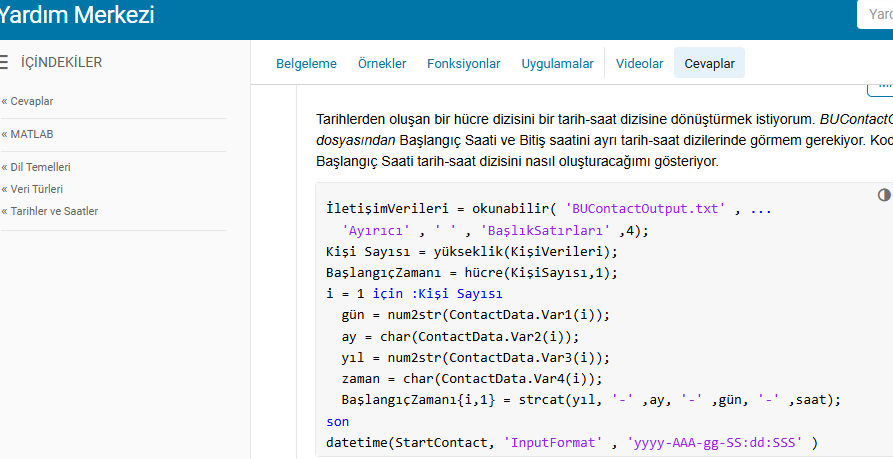 Yardım Merkezi
İÇİNDEKİLER
« Cevaplar
« MATLAB
« Dil Temelleri
« Veri Türleri
« Tarihler ve Saatler
Belgeleme Örnekler Fonksiyonlar Uygulamalar Videolar Cevaplar
Tarihlerden oluşan bir hücre dizisini bir tarih-saat dizisine dönüştürmek istiyorum. BUContactO
dosyasından Başlangıç Saati ve Bitiş saatini ayrı tarih-saat dizilerinde görmem gerekiyor. Kod
Başlangıç Saati tarih-saat dizisini nasıl oluşturacağımı gösteriyor.
İletişimVerileri = okunabilir( 'BUContactOutput.txt' , ...
'Ayırıcı' , ' ' , 'BaşlıkSatırları' ,4);
Kişi Sayısı = yükseklik(KişiVerileri);
BaşlangıçZamanı = hücre(KişiSayısı,1);
i = 1 için :Kişi Sayısı
gün = num2str(ContactData.Var1(i));
ay = char(ContactData.Var2(i));
yıl = num2str(ContactData.Var3(i));
zaman = char(ContactData.Var4(i));
BaşlangıçZamanı{i,1} = strcat(yıl, '-' ,ay, '-' ,gün, '-' ,saat);
son
datetime(StartContact, 'InputFormat' , 'yyyy-AAA-gg-SS:dd:SSS' )